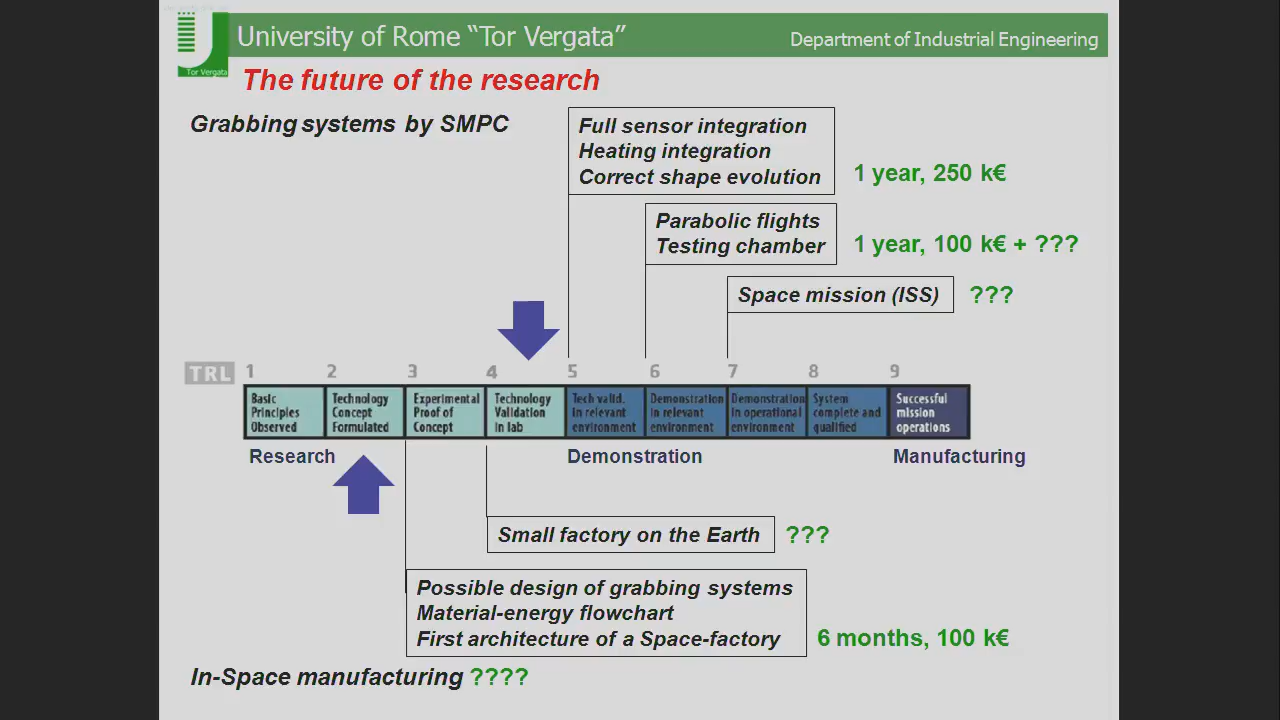 University of Rome “Tor Vergata”
Department of Industrial Engineering
Tor Vergata
The future of the research
Grabbing systems by SMPC
Full sensor integration
Heating integration
Correct shape evolution
1 year, 250 k€
Parabolic flights
Testing chamber
1 year, 100 k€ + ???
Space mission (ISS)
???
TRL 1 2 3 4 5 6 7 8 9
Basic
Principles
Observed
Technology
Concept
Formulated
Experimental
Proof of
Concept
Technology
Validation
in lab
Tech valid.
in relevant
environment
Demonstration
in relevant
environment
Demonstration
in operational
environment
System
complete and
qualified
Successful
mission
operations
Research
Demonstration
Manufacturing
Small factory on the Earth
???
Possible design of grabbing systems
Material-energy flowchart
First architecture of a Space-factory
6 months, 100 k€
In-Space manufacturing ????